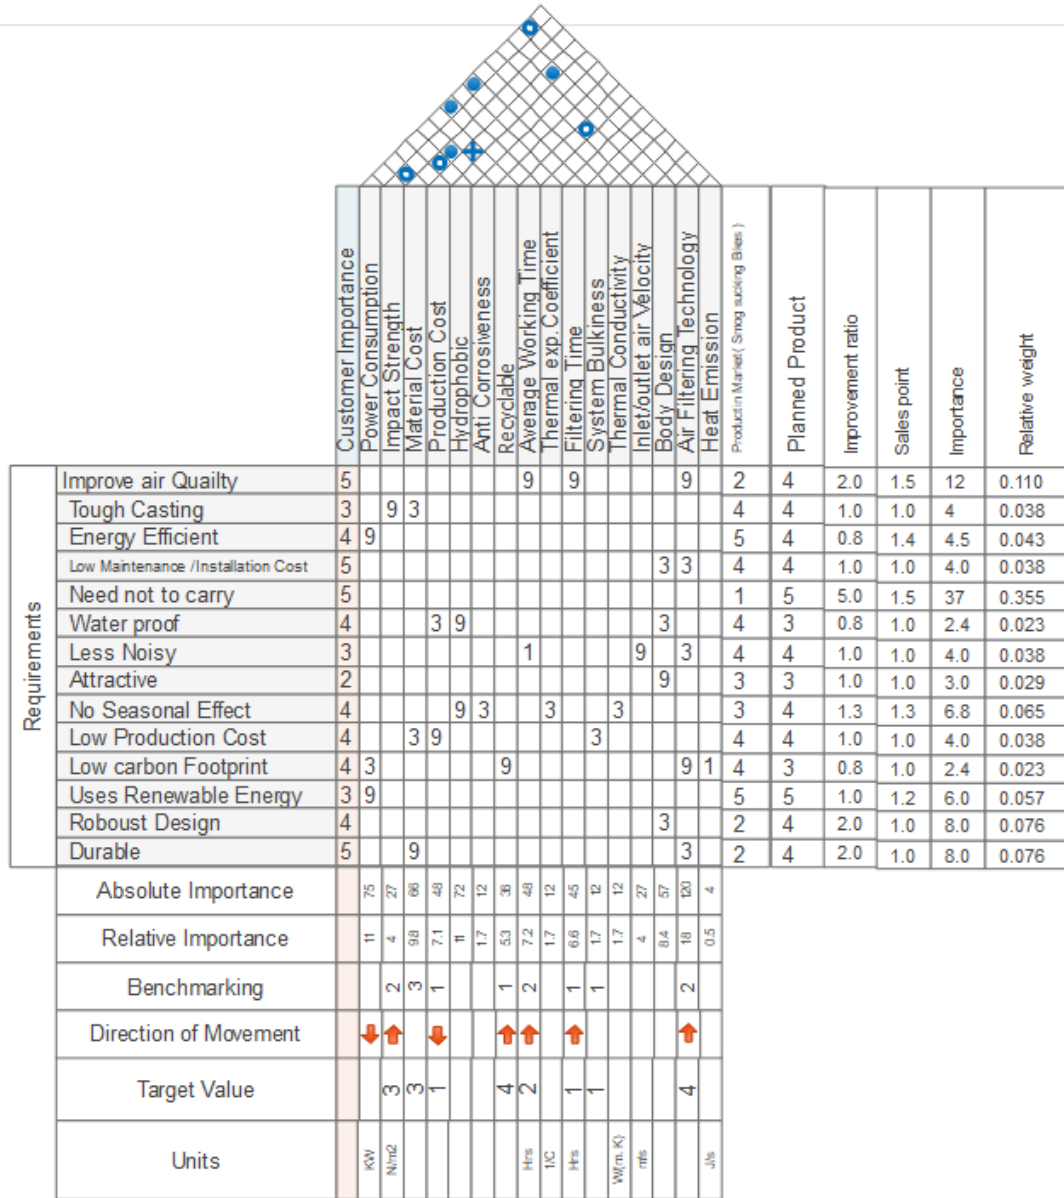 Customer Importance
Power Consumption
Impact Strength
Material Cost
Production Cost
Hydrophobic
Anti Corrosiveness
Recyclable
Average Working Time
Thermal exp. Coefficient
Filtering Time
System Bulkiness
Thermal Conductivity
Inlet/outlet air Velocity
Body Design
Air Filtering Technology
Heat Emission
Product in Market( Smog sucking Bikes )
Planned Product
Improvement ratio
Sales point
Importance
Relative weight
Requirements
Improve air Quailty 5 9 9 9 2 4 2.0 1.5 12 0.110
Tough Casting 3 9 3 4 4 1.0 1.0 4 0.038
Energy Efficient 4 9 5 4 0.8 1.4 4.5 0.043
Low Maintenance /Installation Cost 5 3 3 4 4 1.0 1.0 4.0 0.038
Need not to carry 5 1 5 5.0 1.5 37 0.355
Water proof 4 3 9 3 4 3 0.8 1.0 2.4 0.023
Less Noisy 3 1 9 3 4 4 1.0 1.0 4.0 0.038
Attractive 2 9 3 3 1.0 1.0 3.0 0.029
No Seasonal Effect 4 9 3 3 3 3 4 1.3 1.3 6.8 0.065
Low Production Cost 4 3 9 3 4 4 1.0 1.0 4.0 0.038
Low carbon Footprint 4 3 9 9 1 4 3 0.8 1.0 2.4 0.023
Uses Renewable Energy 3 9 5 5 1.0 1.2 6.0 0.057
Roboust Design 4 3 2 4 2.0 1.0 8.0 0.076
Durable 5 9 3 2 4 2.0 1.0 8.0 0.076
Absolute Importance 75 27 66 48 72 12 36 48 12 45 12 12 27 57 120 4
Relative Importance 11 4 9.8 7.1 11 1.7 5.3 7.2 1.7 6.6 1.7 1.7 4 8.4 18 0.5
Benchmarking 2 3 1 1 2 1 1 2
Direction of Movement
Target Value 3 3 1 4 2 1 1 4
Units KW N/m2 Hrs 1/C Hrs W/(m.K) m/s J/s